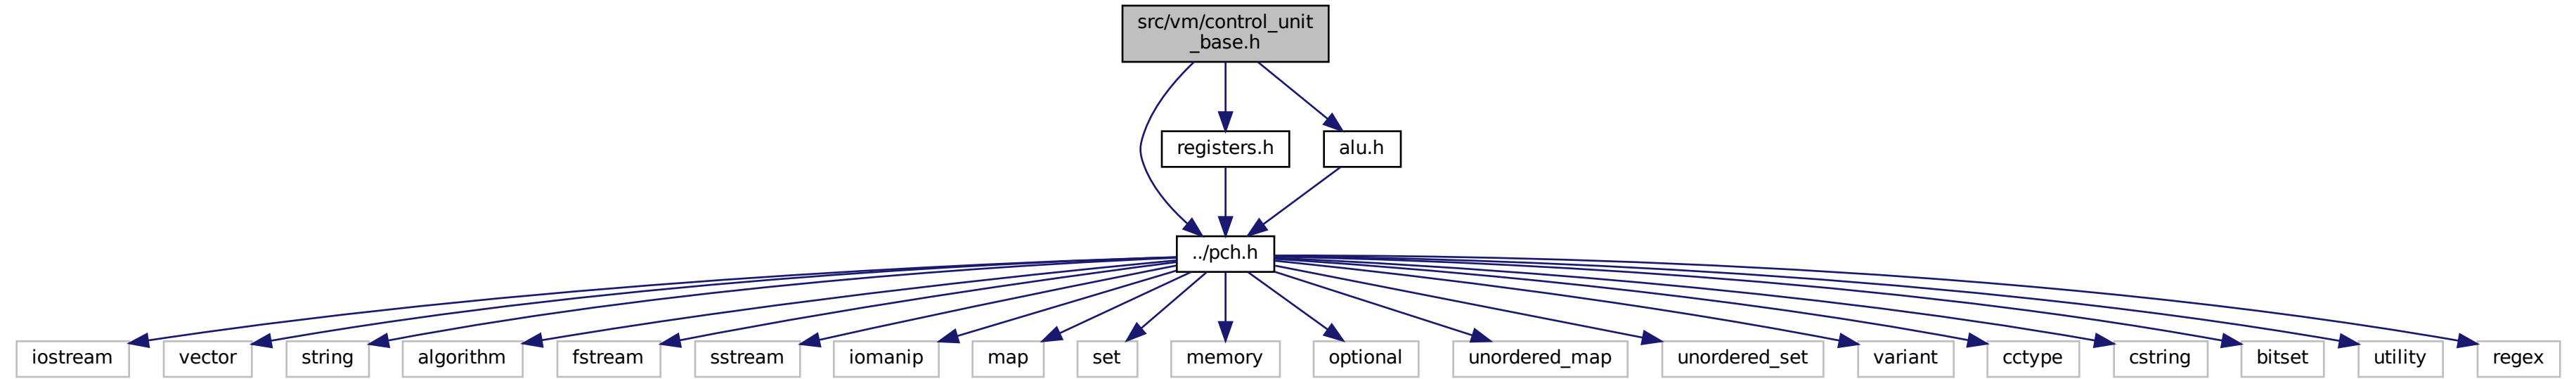 src/vm/control_unit
_base.h
registers.h
alu.h
../pch.h
iostream
vector
string
algorithm
fstream
sstream
iomanip
map
set
memory
optional
unordered_map
unordered_set
variant
cctype
cstring
bitset
utility
regex